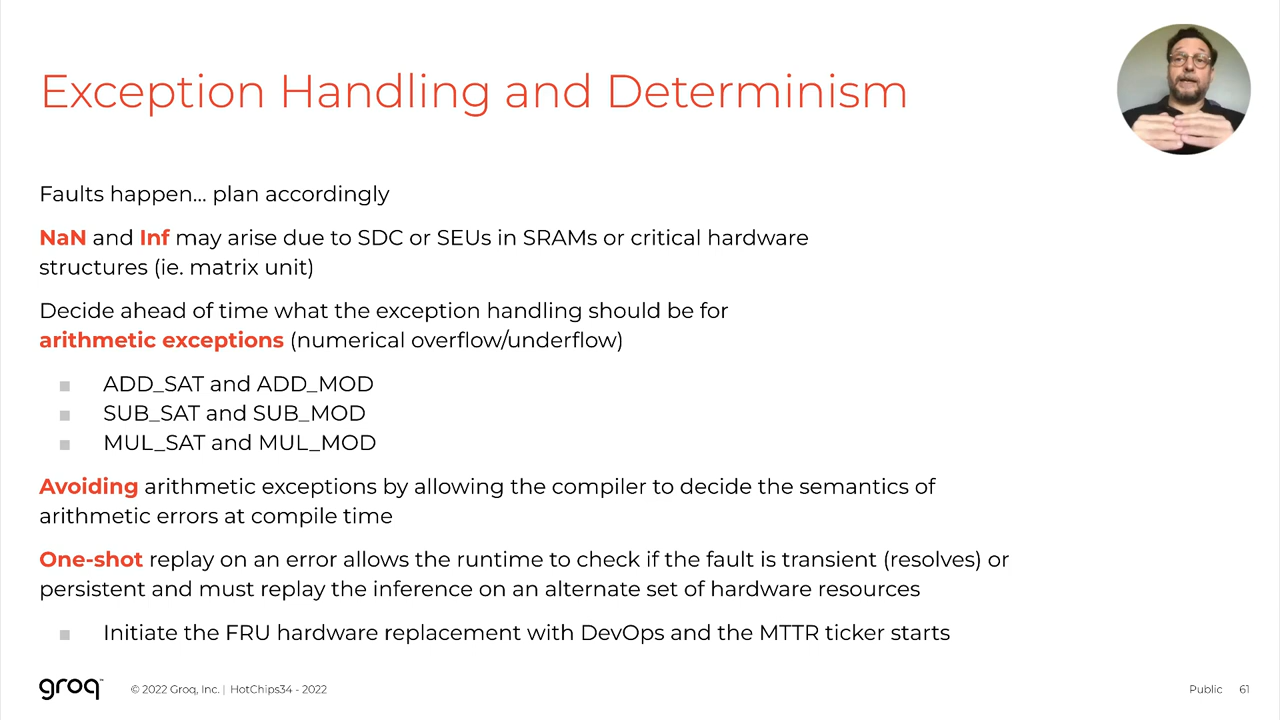 Exception Handling and Determinism
Faults happen... plan accordingly
NaN and Inf may arise due to SDC or SEUs in SRAMs or critical hardware
structures (ie. matrix unit)
Decide ahead of time what the exception handling should be for
arithmetic exceptions (numerical overflow/underflow)
ADD_SAT and ADD_MOD
SUB_SAT and SUB_MOD
MUL_SAT and MUL_MOD
Avoiding arithmetic exceptions by allowing the compiler to decide the semantics of
arithmetic errors at compile time
One-shot replay on an error allows the runtime to check if the fault is transient (resolves) or
persistent and must replay the inference on an alternate set of hardware resources
Initiate the FRU hardware replacement with DevOps and the MTTR ticker starts
groq™ © 2022 Groq, Inc. | HotChips34 - 2022 Public 61